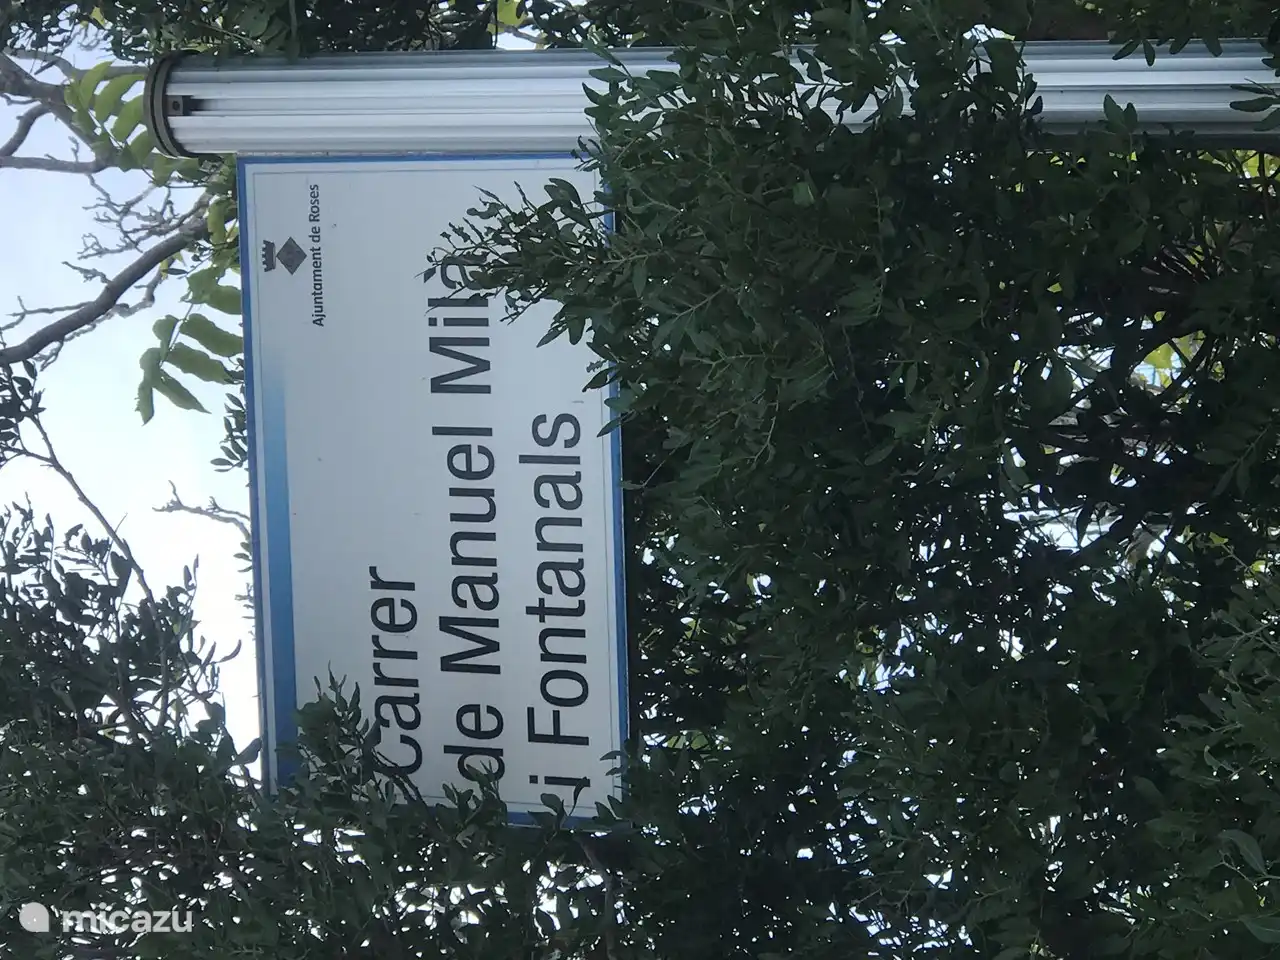 Ajuntament de Roses
Carrer
de Manuel Milà
i Fontanals
micazu